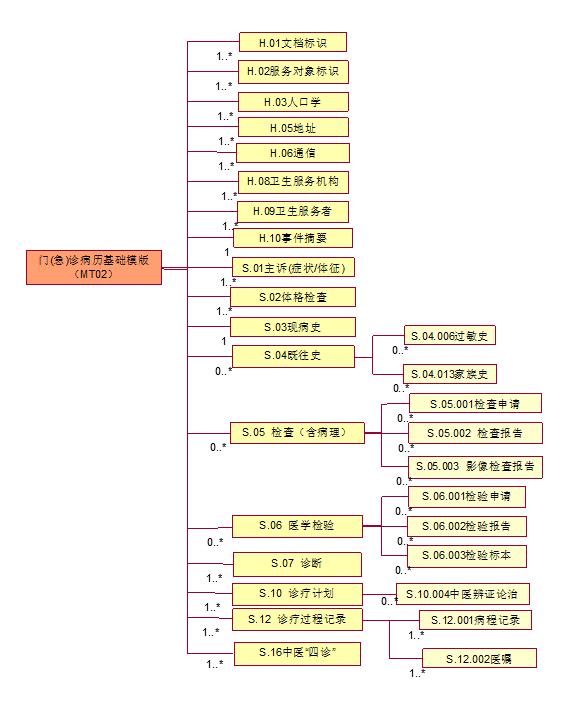 H.01文档标识
1..*
H.02服务对象标识
1..*
H.03人口学
1..*
H.05地址
1..*
H.06通信
1..*
H.08卫生服务机构
1..*
H.09卫生服务者
1..*
H.10事件摘要
1
门(急)诊病历基础模版
（MT02）
S.01主诉(症状/体征)
1..*
S.02体格检查
1..*
S.03现病史
1
S.04既往史
0..*
S.04.006过敏史
0..*
S.04.013家族史
0..*
S.05 检查（含病理）
0..*
S.05.001检查申请
0..*
S.05.002 检查报告
0..*
S.05.003 影像检查报告
0..*
S.06 医学检验
0..*
S.06.001检验申请
0..*
S.06.002检验报告
0..*
S.06.003检验标本
0..*
S.07 诊断
1..*
S.10 诊疗计划
1..*
S.10.004中医辨证论治
0..*
S.12 诊疗过程记录
1..*
S.12.001病程记录
1..*
S.12.002医嘱
1..*
S.16中医“四诊”
1..*